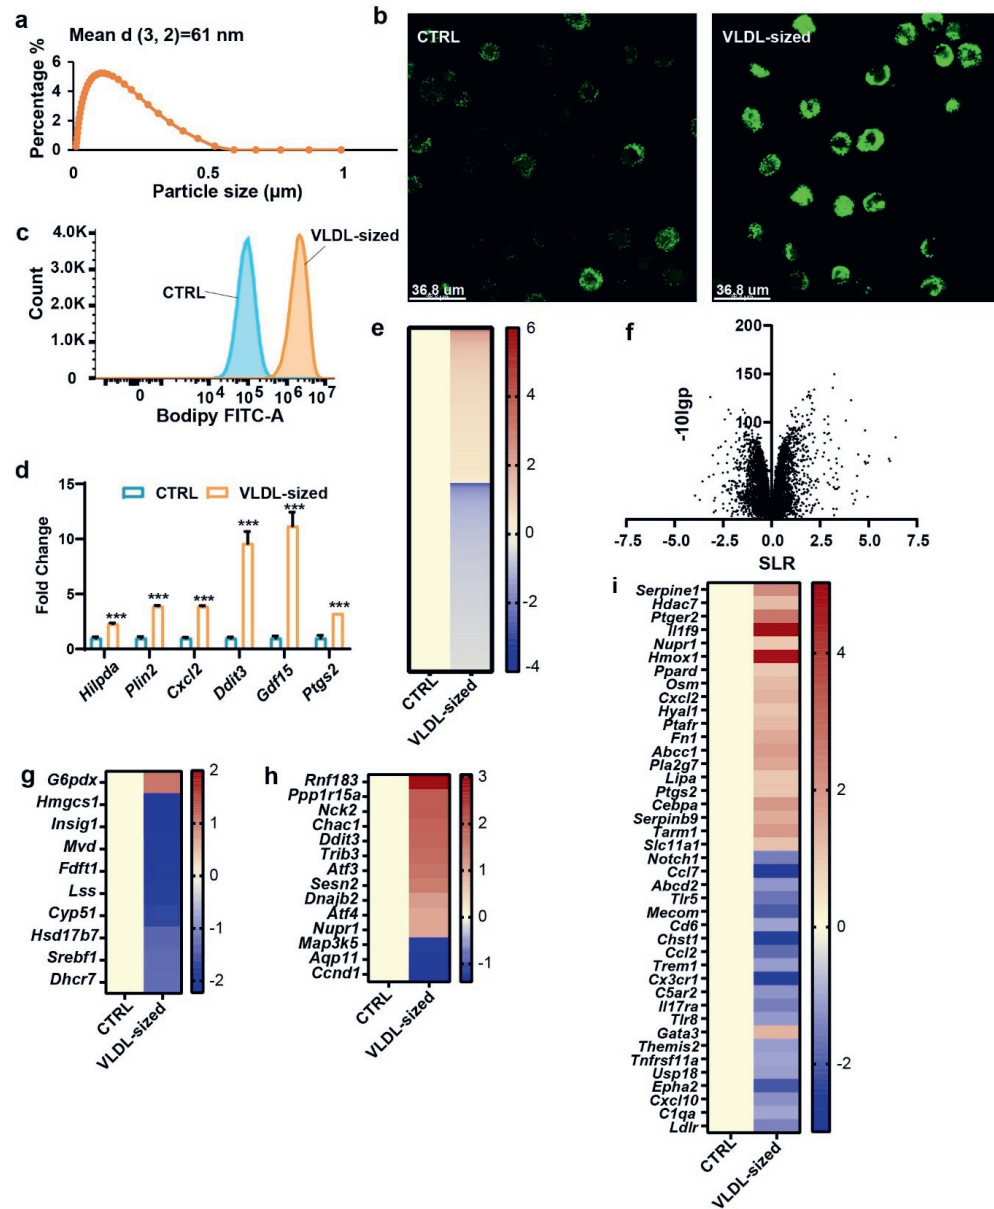 a
Mean d (3, 2)=61 nm
Percentage %
6
4
2
0
0
0.5
1
Particle size (µm)
b
CTRL
36.8 um
VLDL-sized
36.8 um
c
Count
4.0K
3.0K
2.0K
1.0K
0
CTRL
VLDL-sized
0
10^4
10^5
10^6
10^7
Bodipy FITC-A
d
Fold Change
15
10
5
0
CTRL
VLDL-sized
***
***
***
***
***
***
Hilpda
Plin2
Cxcl2
Ddit3
Gdf15
Ptgs2
e
6
4
2
0
-2
-4
CTRL
VLDL-sized
f
-10lgp
200
150
100
-7.5
-5.0
-2.5
0.0
2.5
5.0
7.5
SLR
g
G6pdx
Hmgcs1
Insig1
Mvd
Fdft1
Lss
Cyp51
Hsd17b7
Srebf1
Dhcr7
2
1
0
-1
-2
CTRL
VLDL-sized
h
Rnf183
Ppp1r15a
Nck2
Chac1
Ddit3
Trib3
Atf3
Sesn2
Dnajb2
Atf4
Nupr1
Map3k5
Aqp11
Ccnd1
3
2
1
0
-1
CTRL
VLDL-sized
i
Serpine1
Hdac7
Ptger2
Il1f9
Nupr1
Hmox1
Ppard
Osm
Cxcl2
Hyal1
Ptafr
Fn1
Abcc1
Pla2g7
Lipa
Ptgs2
Cebpa
Serpinb9
Tarm1
Slc11a1
Notch1
Ccl7
Abcd2
Tlr5
Mecom
Cd6
Chst1
Ccl2
Trem1
Cx3cr1
C5ar2
Il17ra
Tlr8
Gata3
Themis2
Tnfrsf11a
Usp18
Epha2
Cxcl10
C1qa
Ldlr
4
2
0
-2
CTRL
VLDL-sized